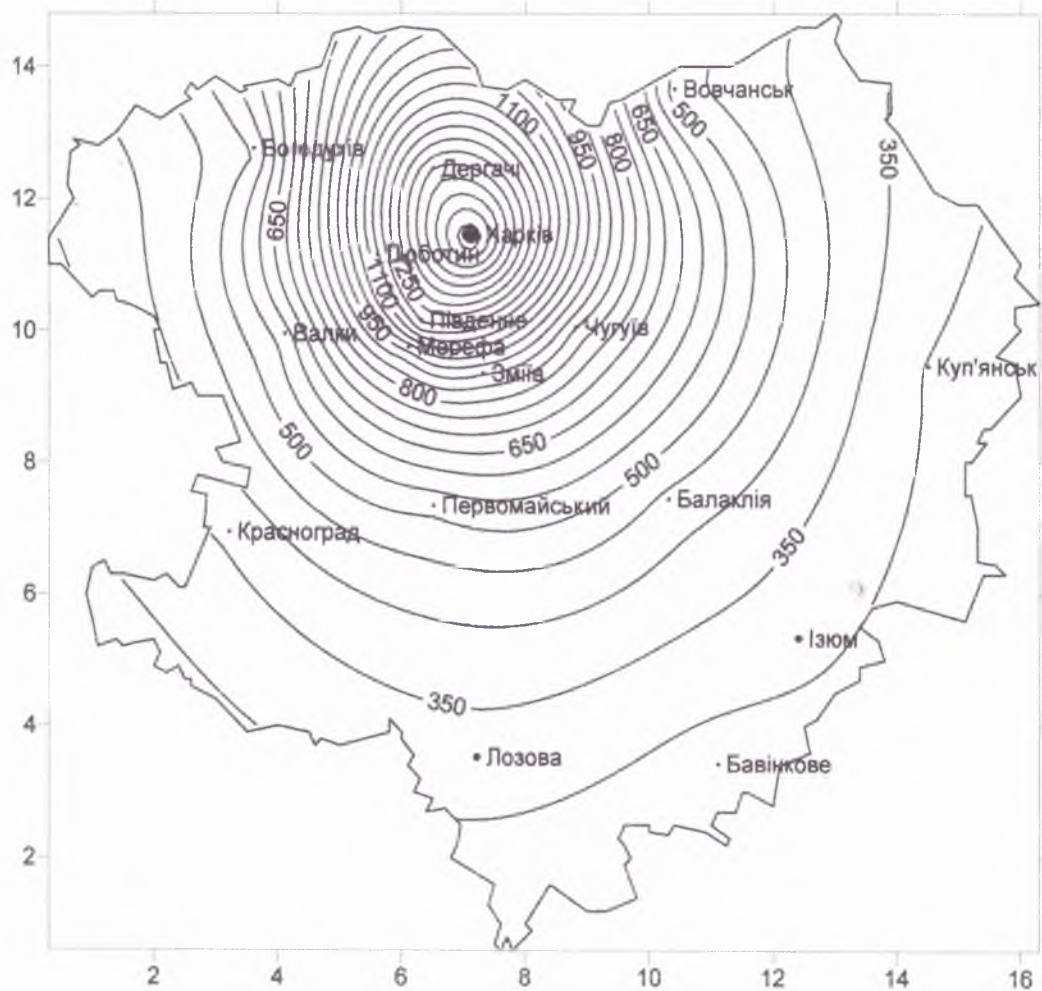 14
1100
Вовчанськ
500
650
950
800
350
Богодухів
Дергачі
12
650
Харків
Люботин
1250
1100
10
Валки
950
Південне
Мерефа
Чугуїв
Зміїв
Куп'янськ
800
650
8
500
500
Первомайський
Балаклія
Красноград
350
6
Ізюм
4
350
Лозова
Бавінкове
2
2
4
6
8
10
12
14
16